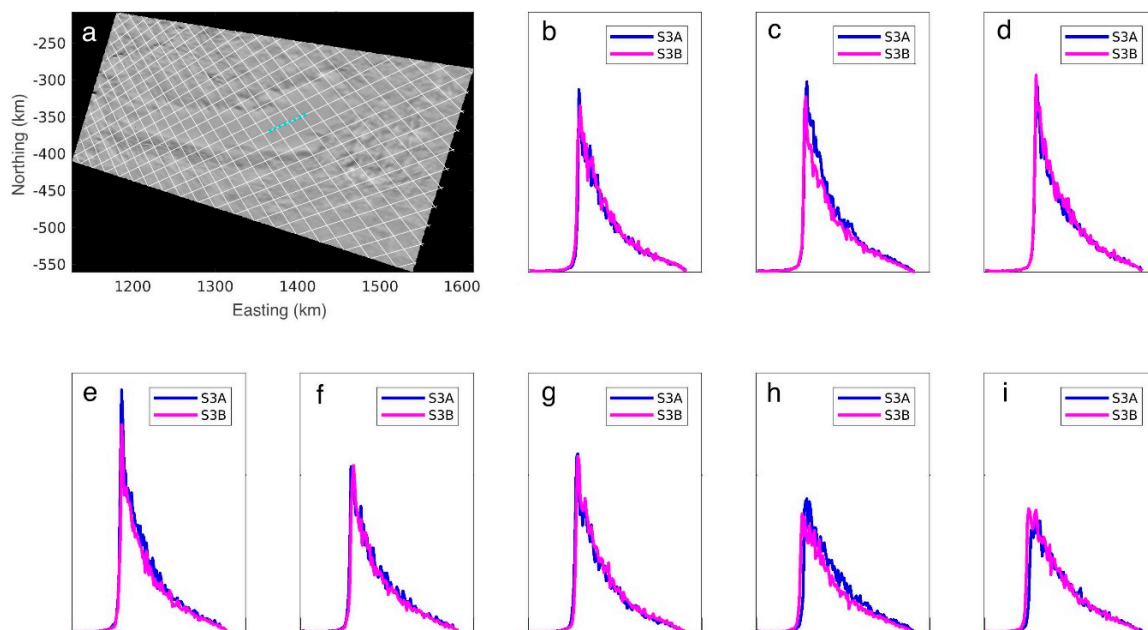 a
-250
-300
-350
-400
-450
-500
-550
Northing (km)
1200 1300 1400 1500 1600
Easting (km)
b
S3A
S3B
c
S3A
S3B
d
S3A
S3B
e
S3A
S3B
f
S3A
S3B
g
S3A
S3B
h
S3A
S3B
i
S3A
S3B